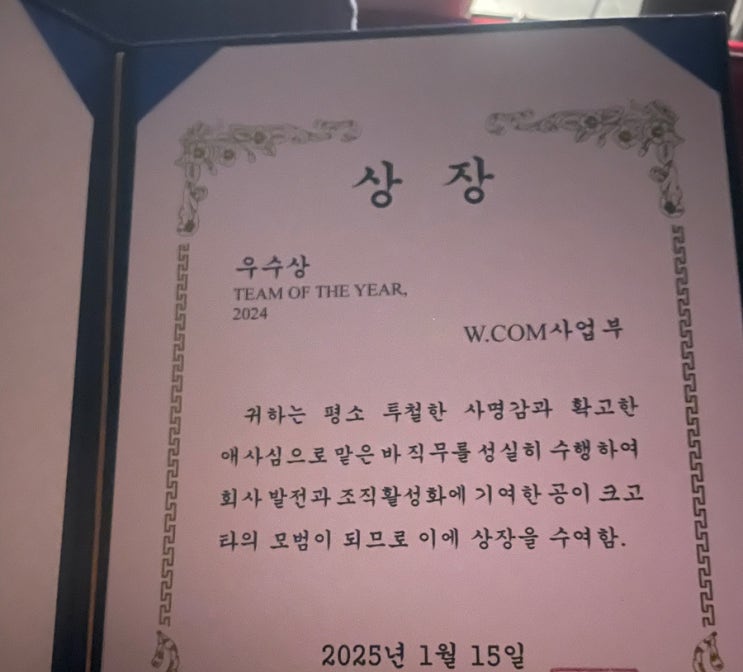 상 장
우수상
TEAM OF THE YEAR,
2024
W.COM사업부
귀하는 평소 투철한 사명감과 확고한
애사심으로 맡은 바 직무를 성실히 수행하여
회사 발전과 조직활성화에 기여한 공이 크고
타의 모범이 되므로 이에 상장을 수여함.
2025년 1월 15일